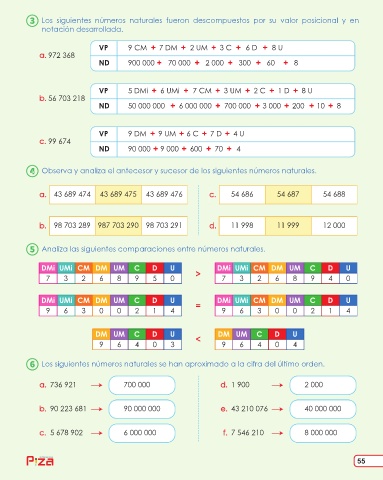 3 Los siguientes números naturales fueron descompuestos por su valor posicional y en
notación desarrollada.
a. 972 368
VP 9 CM + 7 DM + 2 UM + 3 C + 6 D + 8 U
ND 900 000 + 70 000 + 2 000 + 300 + 60 + 8
b. 56 703 218
VP 5 DMi + 6 UMi + 7 CM + 3 UM + 2 C + 1 D + 8 U
ND 50 000 000 + 6 000 000 + 700 000 + 3 000 + 200 + 10 + 8
c. 99 674
VP 9 DM + 9 UM + 6 C + 7 D + 4 U
ND 90 000 + 9 000 + 600 + 70 + 4
4 Observa y analiza el antecesor y sucesor de los siguientes números naturales.
a. 43 689 474 43 689 475 43 689 476 c. 54 686 54 687 54 688
b. 98 703 289 987 703 290 98 703 291 d. 11 998 11 999 12 000
5 Analiza las siguientes comparaciones entre números naturales.
DMi UMi CM DM UM C D U DMi UMi CM DM UM C D U
7 3 2 6 8 9 5 0 > 7 3 2 6 8 9 4 0
DMi UMi CM DM UM C D U DMi UMi CM DM UM C D U
9 6 3 0 0 2 1 4 = 9 6 3 0 0 2 1 4
DM UM C D U DM UM C D U
9 6 4 0 3 < 9 6 4 0 4
6 Los siguientes números naturales se han aproximado a la cifra del último orden.
a. 736 921 → 700 000 d. 1 900 → 2 000
b. 90 223 681 → 90 000 000 e. 43 210 076 → 40 000 000
c. 5 678 902 → 6 000 000 f. 7 546 210 → 8 000 000
55